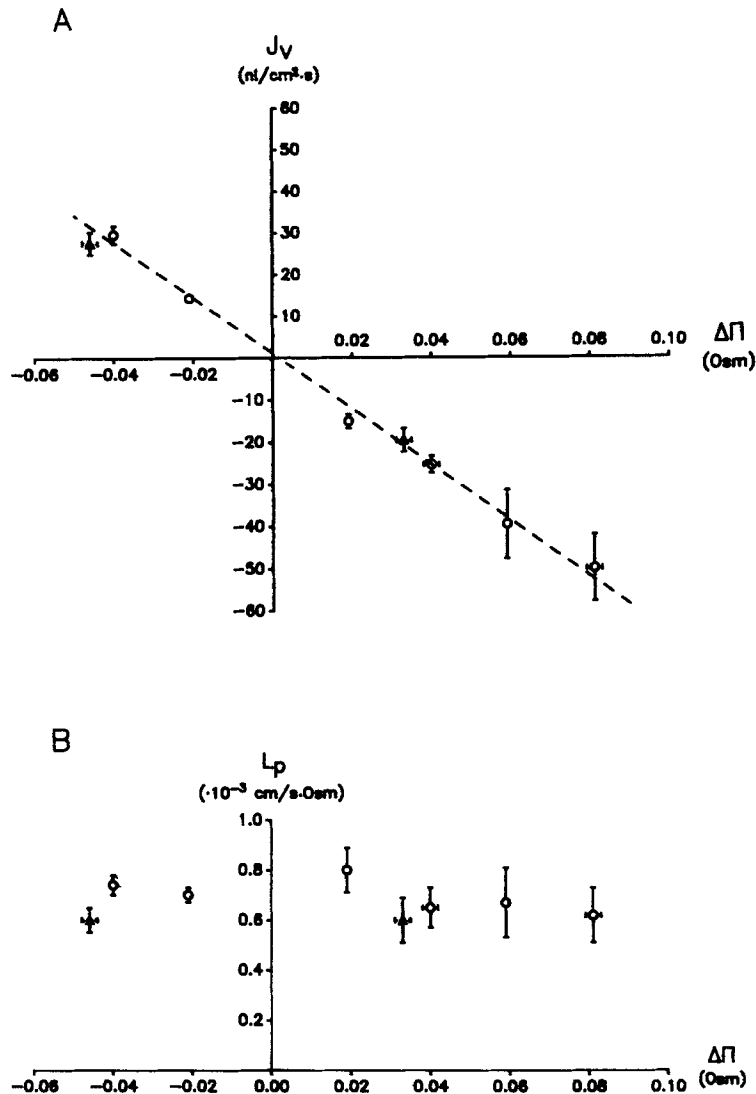 A
Jv
(nl/cm²·s)
60
50
40
30
20
10
0.02 0.04 0.06 0.08 0.10 ΔΠ
(Osm)
−0.06 −0.04 −0.02 0
−10
−20
−30
−40
−50
−60
B
Lp
(·10⁻³ cm/s·Osm)
1.0
0.8
0.6
0.4
0.2
−0.06 −0.04 −0.02 0.00 0.02 0.04 0.06 0.08 0.10 ΔΠ
(Osm)